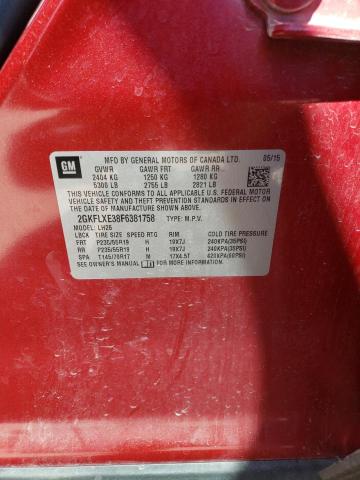 GM
MFD BY GENERAL MOTORS OF CANADA LTD. 05/15
GVWR GAWR FRT GAWR RR
2404 KG 1250 KG 1280 KG
5300 LB 2755 LB 2821 LB
THIS VEHICLE CONFORMS TO ALL APPLICABLE U.S. FEDERAL MOTOR
VEHICLE SAFETY, BUMPER, AND THEFT PREVENTION STANDARDS IN EFFECT
ON THE DATE OF MANUFACTURE SHOWN ABOVE.
2GKFLXE38F6381758 TYPE: M.P.V.
MODEL: LH26
LBCK TIRE SIZE SPEED RTG RIM COLD TIRE PRESSURE
FRT P235/55R19 H 19X7J 240KPA(35PSI)
RR P235/55R19 H 19X7J 240KPA(35PSI)
SPA T145/70R17 M 17X4.5T 420KPA(60PSI)
SEE OWNER'S MANUAL